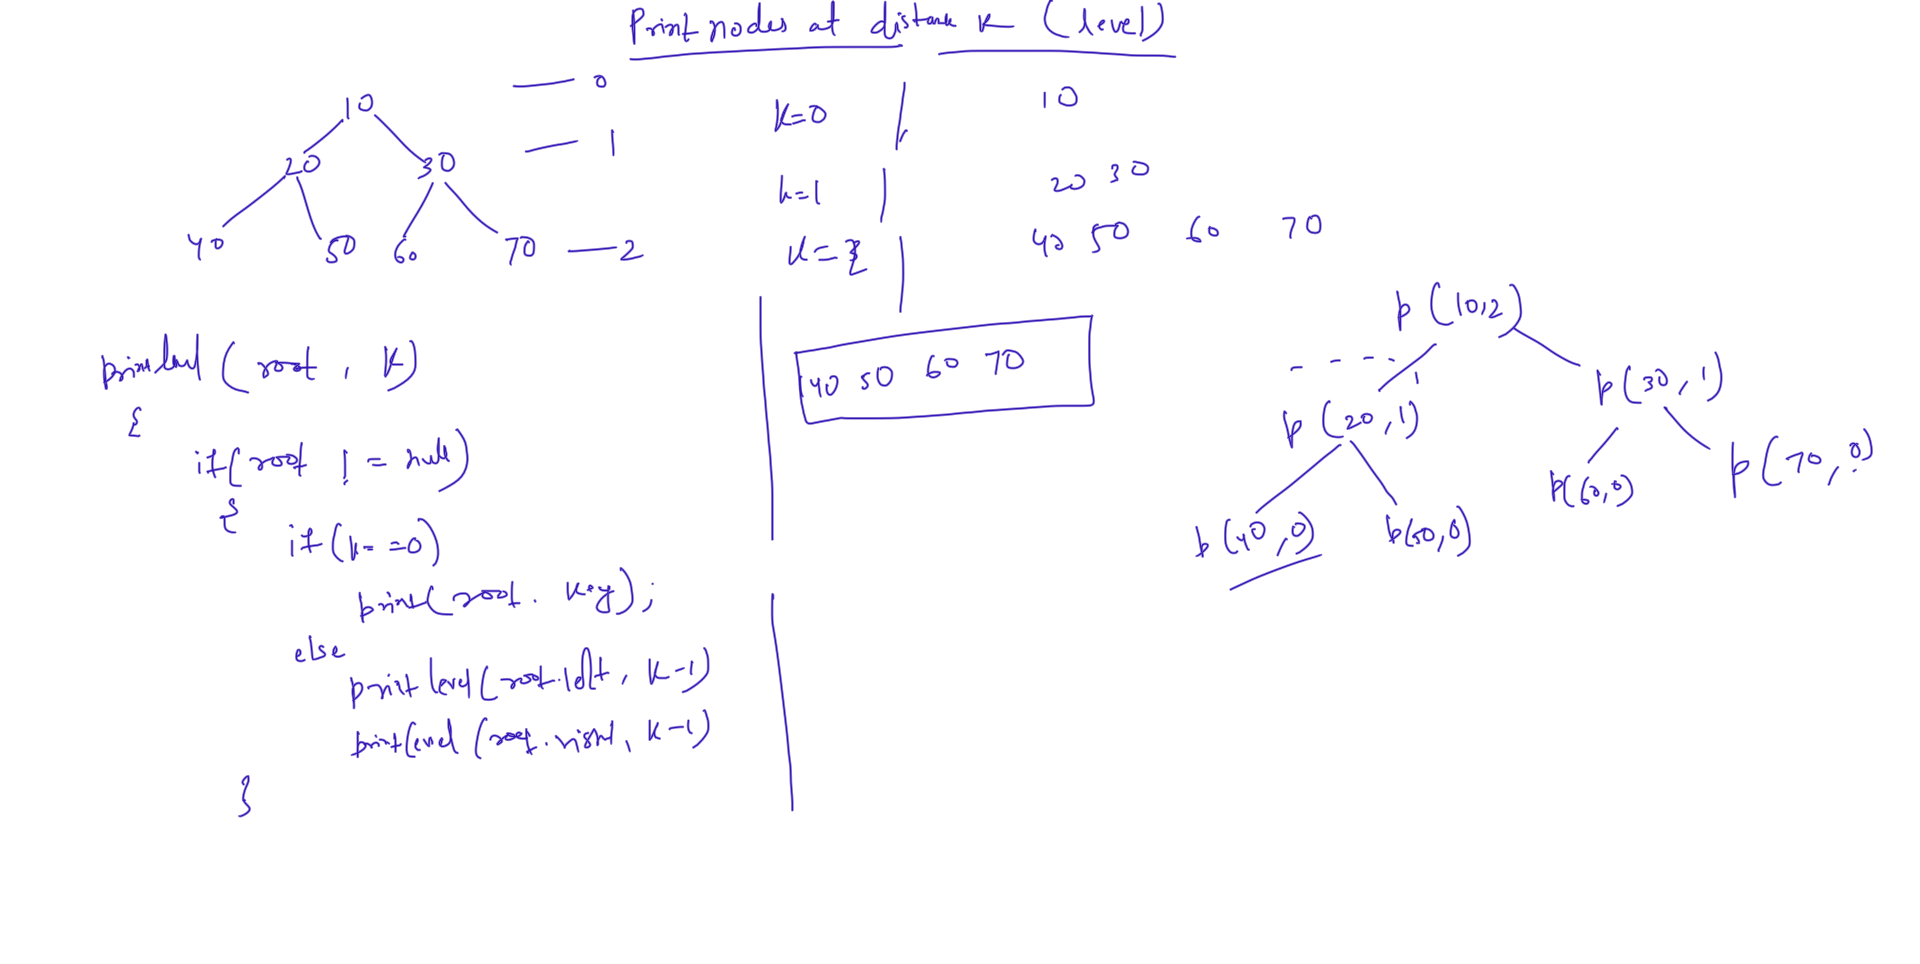 Print nodes at distance K (level)
10 — 0
20 30 — 1
40 50 60 70 — 2
K=0 | 10
k=1 | 20 30
K=2 | 40 50 60 70
printlevel (root, K)
{
if(root != null)
{
if(k==0)
print(root.key);
else
printlevel(root.left, K-1)
printlevel(root.right, K-1)
}
40 50 60 70
p(10,2)
p(20,1) p(30,1)
p(40,0) p(50,0) p(60,0) p(70,0)